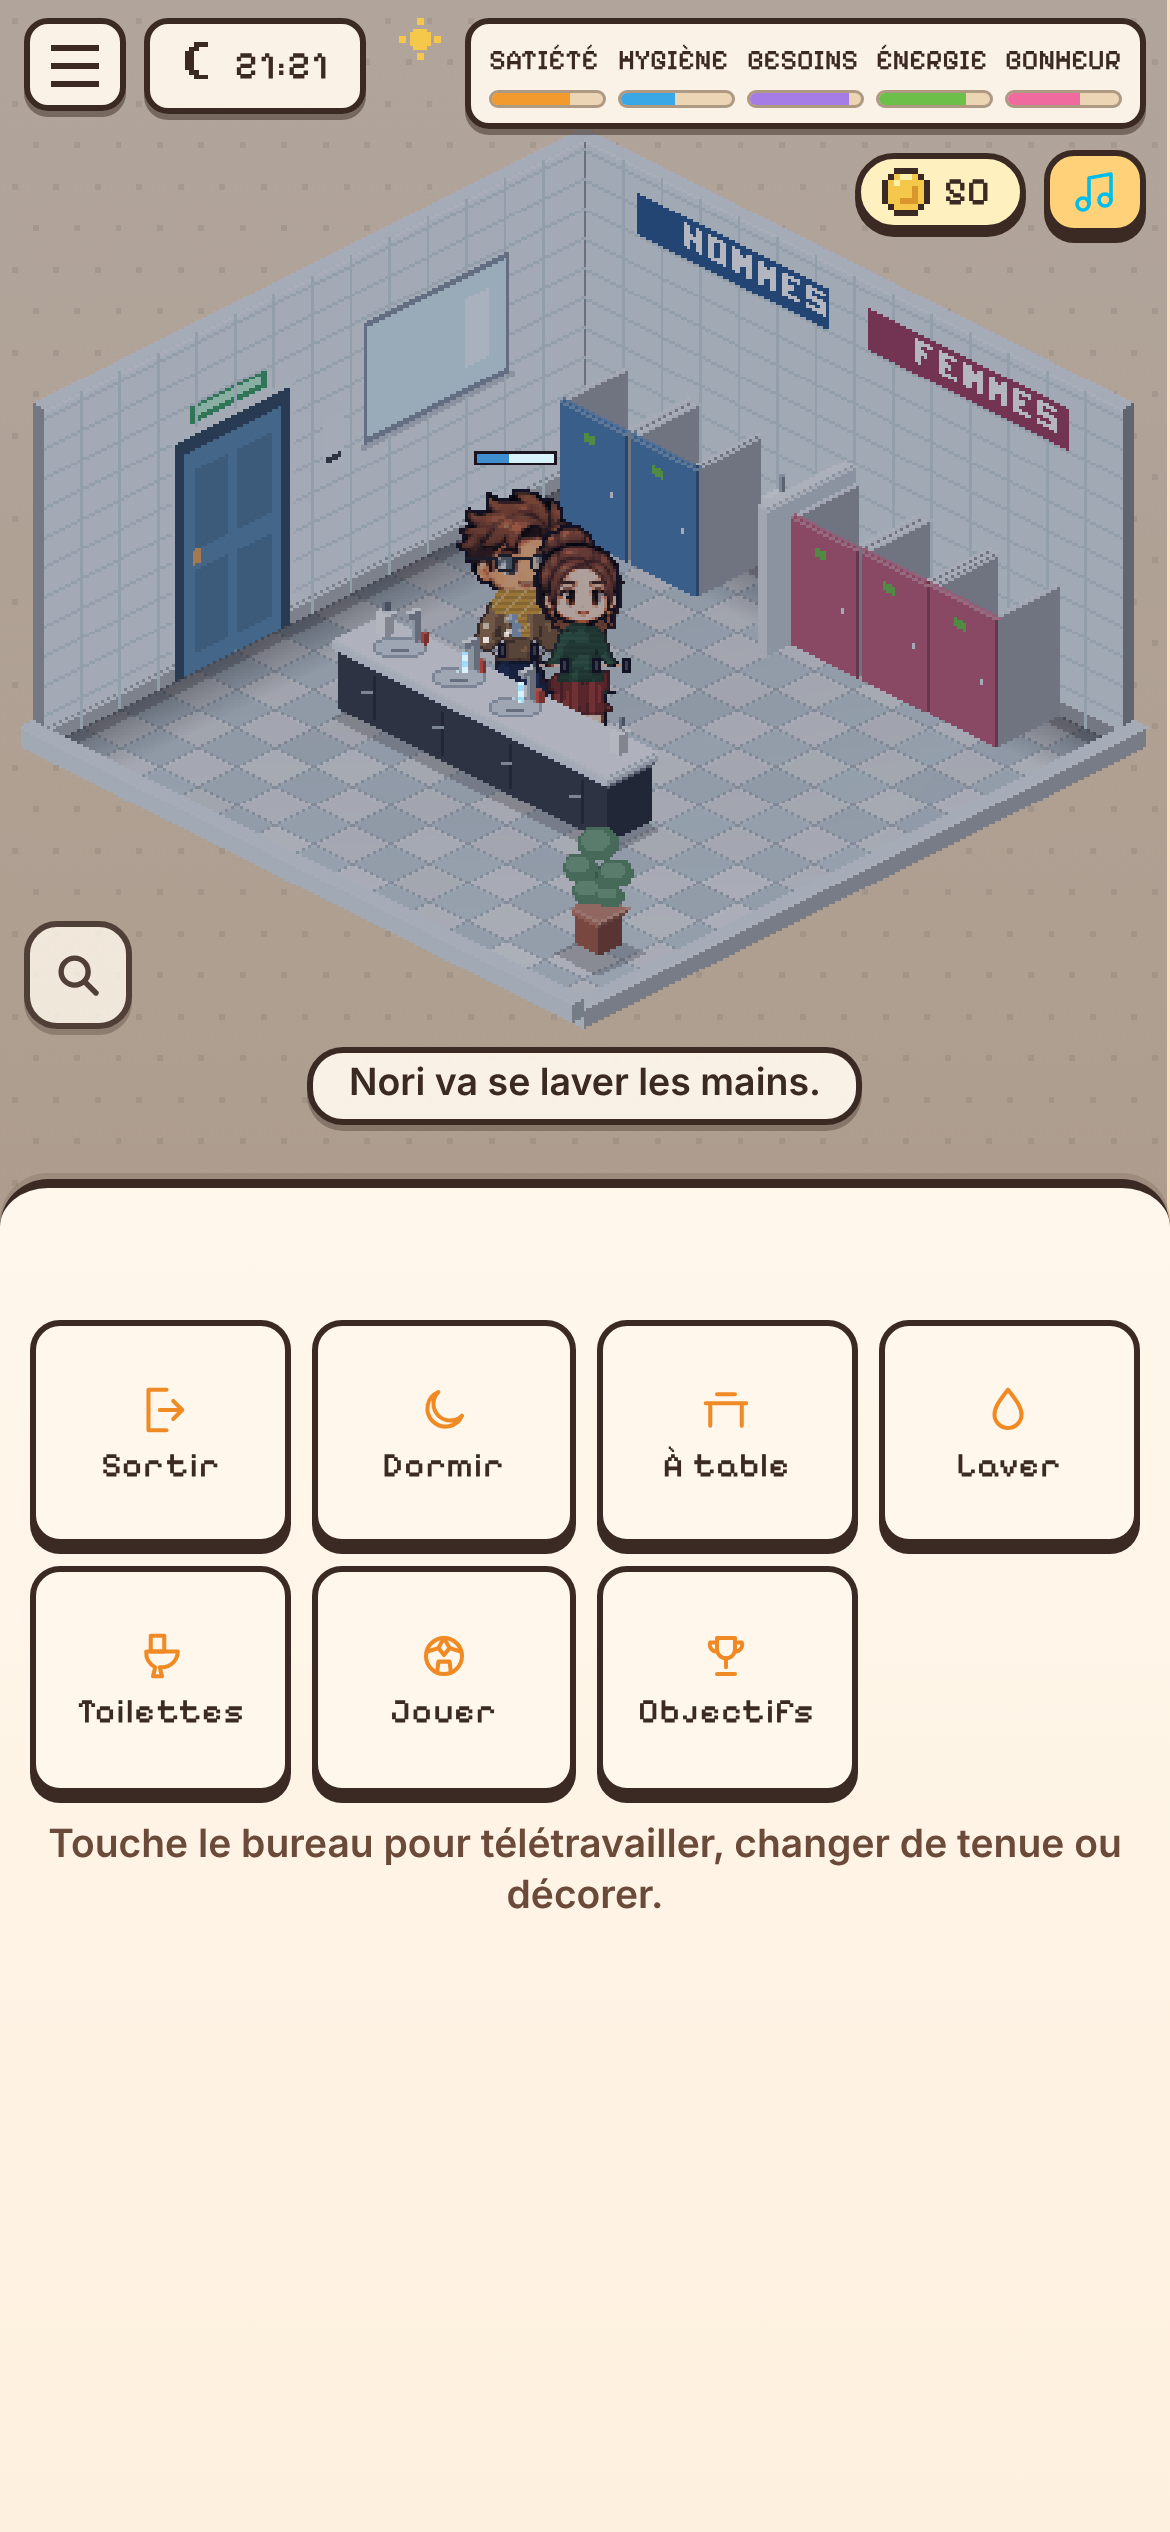 21:21
SATIÉTÉ HYGIÈNE BESOINS ÉNERGIE BONHEUR
50
HOMMES
FEMMES
Nori va se laver les mains.
Sortir
Dormir
À table
Laver
Toilettes
Jouer
Objectifs
Touche le bureau pour télétravailler, changer de tenue ou
décorer.